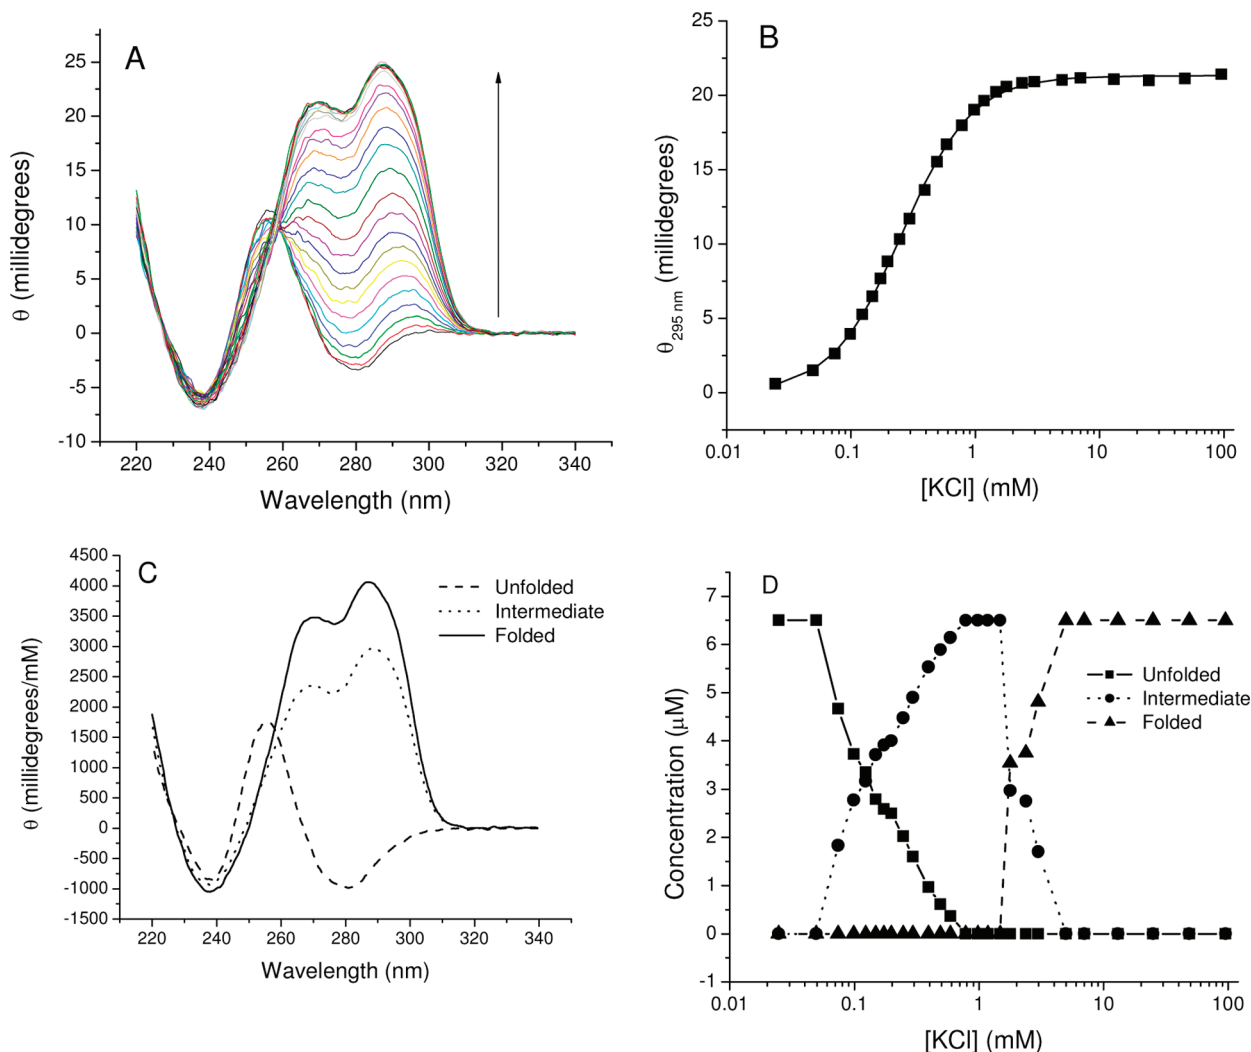 A
θ (millidegrees)
25
20
15
10
5
0
-5
-10
220 240 260 280 300 320 340
Wavelength (nm)
B
θ295 nm (millidegrees)
25
20
15
10
5
0
0.01 0.1 1 10 100
[KCl] (mM)
C
θ (millidegrees/mM)
4500
4000
3500
3000
2500
2000
1500
1000
500
0
-500
-1000
-1500
Unfolded
Intermediate
Folded
220 240 260 280 300 320 340
Wavelength (nm)
D
Concentration (μM)
7
6
5
4
3
2
1
0
-1
Unfolded
Intermediate
Folded
0.01 0.1 1 10 100
[KCl] (mM)